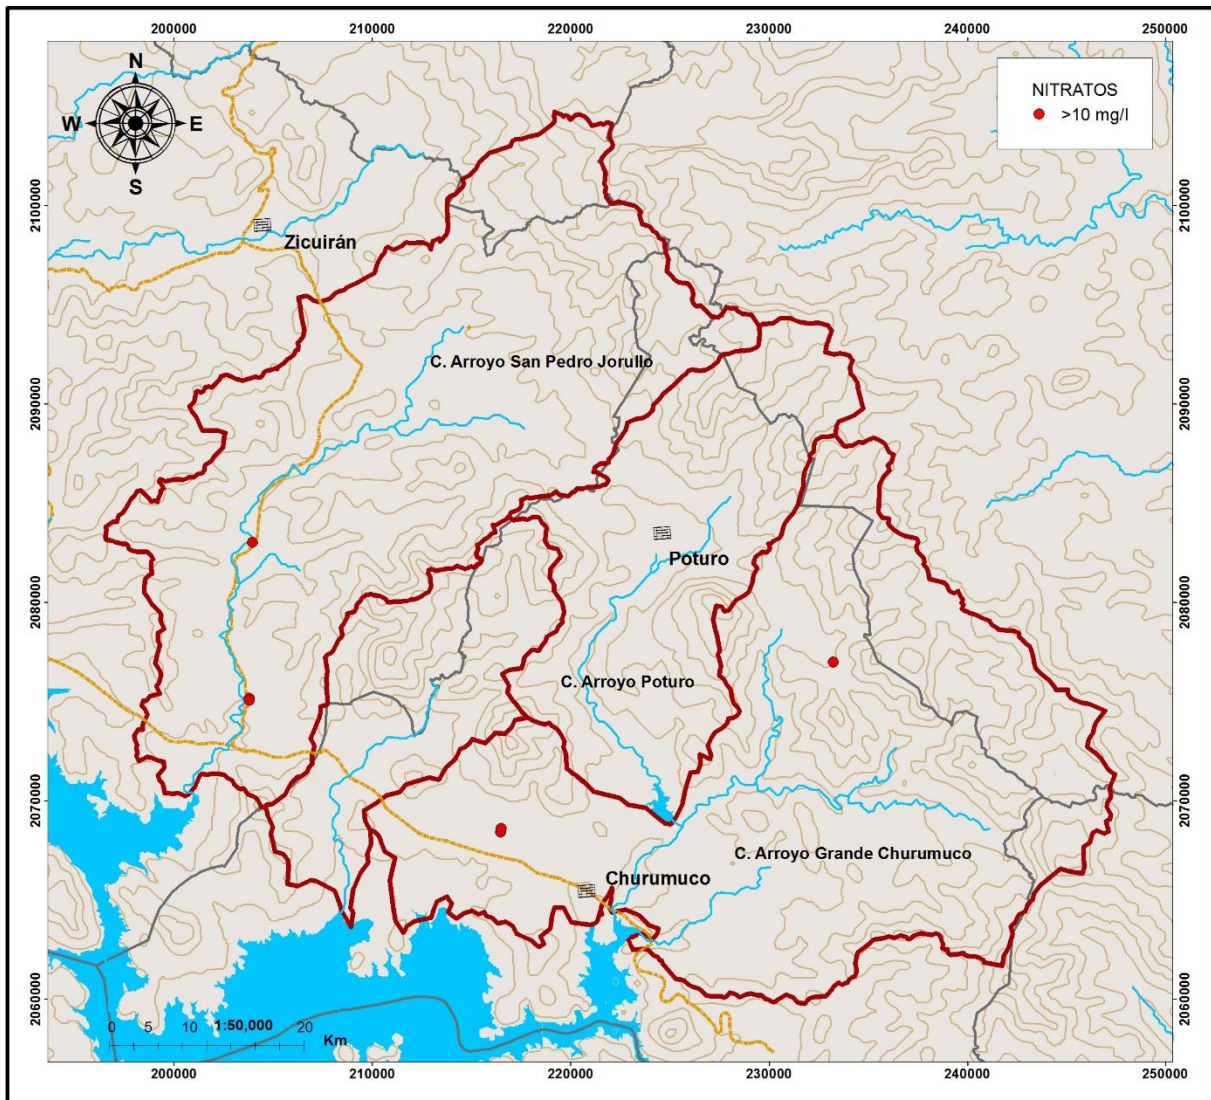 200000 210000 220000 230000 240000 250000
N
W E
S
NITRATOS
>10 mg/l
2100000 2100000
Zicuirán
C. Arroyo San Pedro Jorullo
2090000 2090000
Poturo
2080000 2080000
C. Arroyo Poturo
2070000 2070000
C. Arroyo Grande Churumuco
Churumuco
2060000 2060000
0 5 10 1:50,000 20
Km
200000 210000 220000 230000 240000 250000